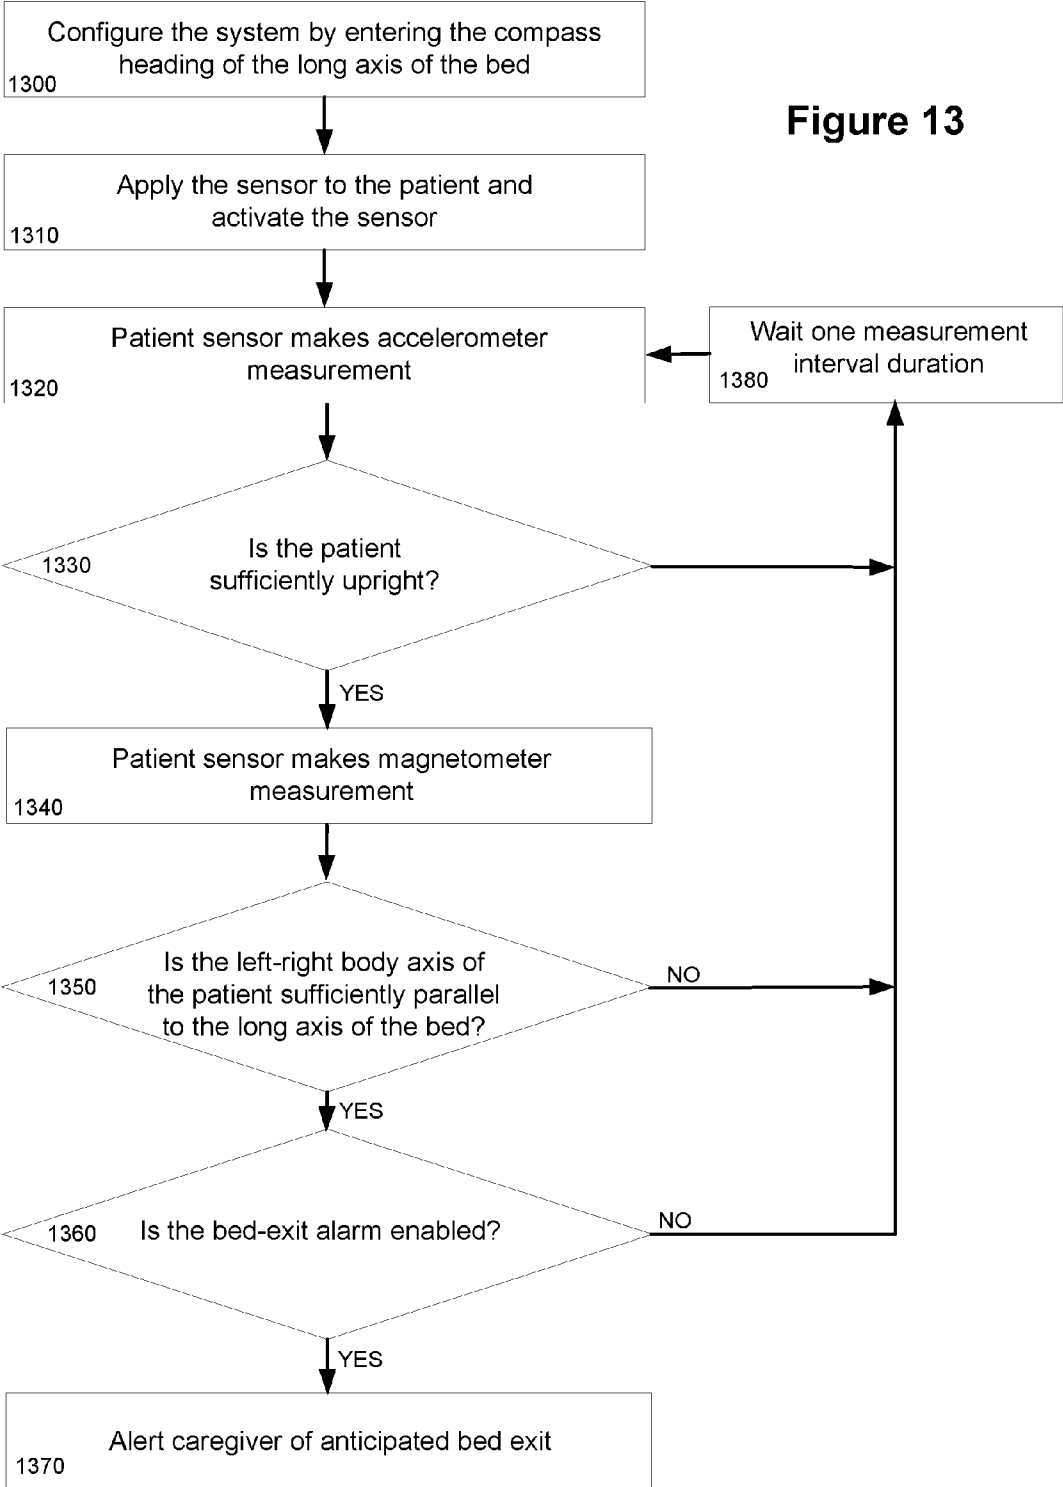 Configure the system by entering the compass
heading of the long axis of the bed
1300
Figure 13
Apply the sensor to the patient and
activate the sensor
1310
Patient sensor makes accelerometer
measurement
1320
Wait one measurement
interval duration
1380
Is the patient
sufficiently upright?
1330
YES
Patient sensor makes magnetometer
measurement
1340
Is the left-right body axis of
the patient sufficiently parallel
to the long axis of the bed?
1350
NO
YES
Is the bed-exit alarm enabled?
1360
NO
YES
Alert caregiver of anticipated bed exit
1370